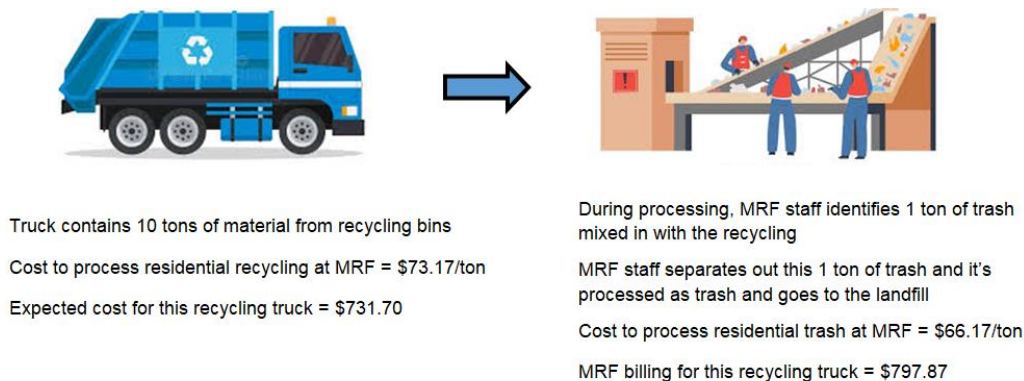 Truck contains 10 tons of material from recycling bins
Cost to process residential recycling at MRF = $73.17/ton
Expected cost for this recycling truck = $731.70
!
During processing, MRF staff identifies 1 ton of trash
mixed in with the recycling
MRF staff separates out this 1 ton of trash and it's
processed as trash and goes to the landfill
Cost to process residential trash at MRF = $66.17/ton
MRF billing for this recycling truck = $797.87